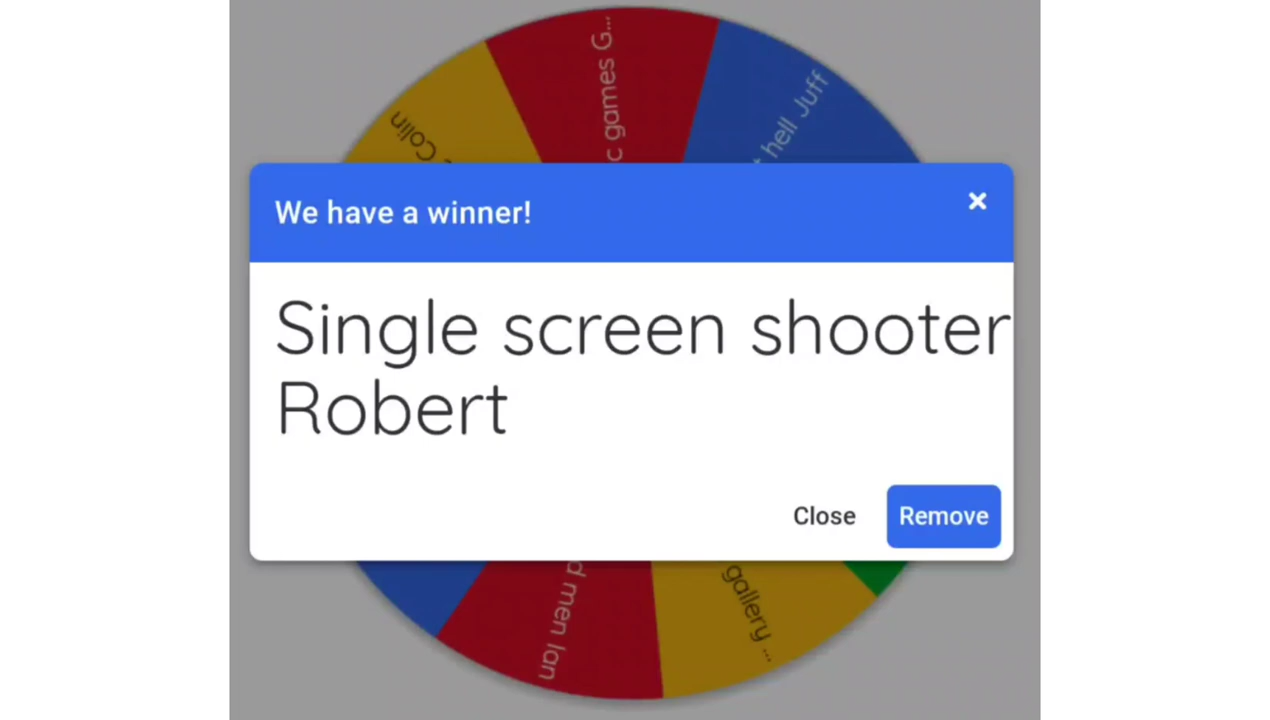 Colin
games G...
hell Juff
We have a winner!
Single screen shooter
Robert
Close
Remove
men Ian
gallery ...